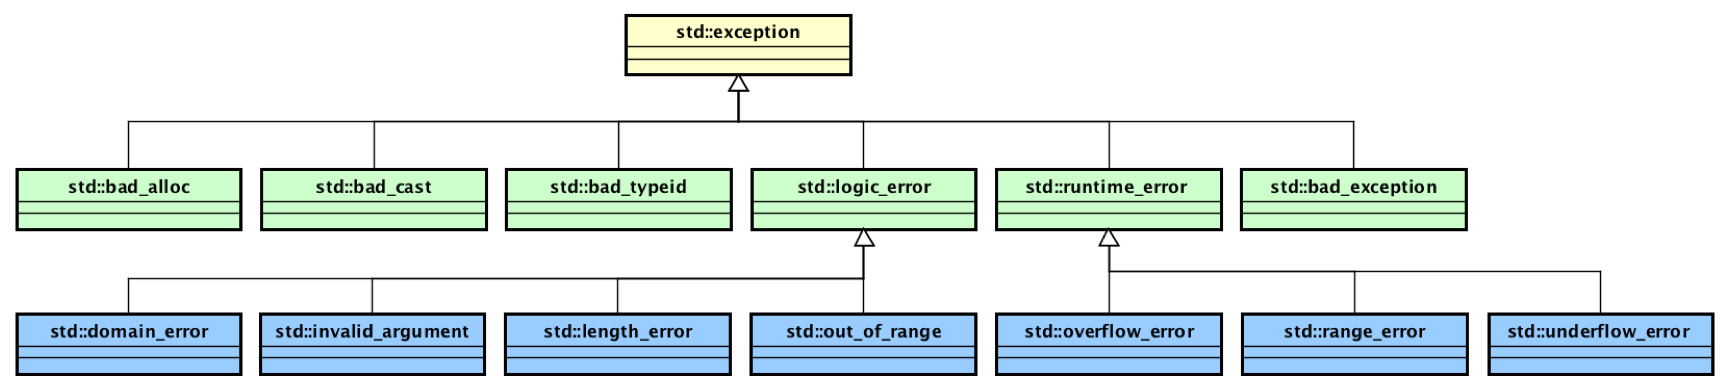 std::exception
std::bad_alloc
std::bad_cast
std::bad_typeid
std::logic_error
std::runtime_error
std::bad_exception
std::domain_error
std::invalid_argument
std::length_error
std::out_of_range
std::overflow_error
std::range_error
std::underflow_error